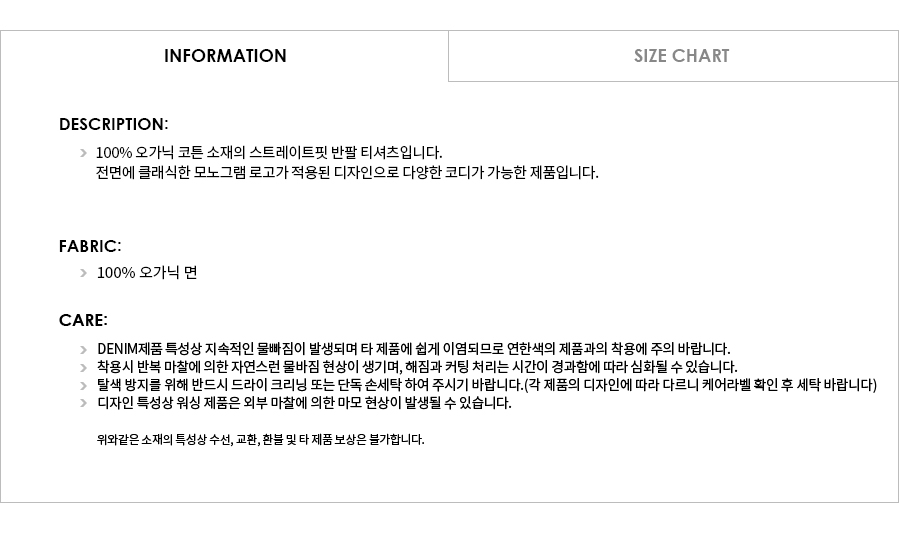 INFORMATION
SIZE CHART
DESCRIPTION:
100% 오가닉 코튼 소재의 스트레이트핏 반팔 티셔츠입니다.
전면에 클래식한 모노그램 로고가 적용된 디자인으로 다양한 코디가 가능한 제품입니다.
FABRIC:
100% 오가닉 면
CARE:
DENIM제품 특성상 지속적인 물빠짐이 발생되며 타 제품에 쉽게 이염되므로 연한색의 제품과의 착용에 주의 바랍니다.
착용시 반복 마찰에 의한 자연스런 물바짐 현상이 생기며, 해짐과 커팅 처리는 시간이 경과함에 따라 심화될 수 있습니다.
탈색 방지를 위해 반드시 드라이 크리닝 또는 단독 손세탁 하여 주시기 바랍니다.(각 제품의 디자인에 따라 다르니 케어라벨 확인 후 세탁 바랍니다)
디자인 특성상 워싱 제품은 외부 마찰에 의한 마모 현상이 발생될 수 있습니다.
위와같은 소재의 특성상 수선, 교환, 환불 및 타 제품 보상은 불가합니다.